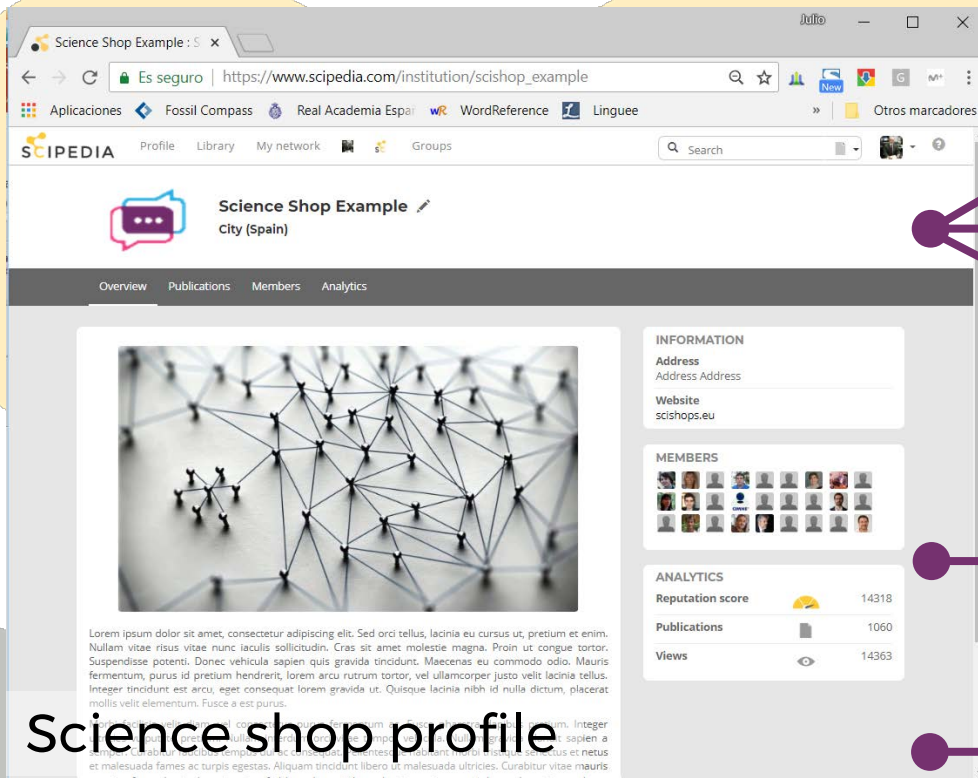 Julio
Science Shop Example : S
Es seguro | https://www.scipedia.com/institution/scishop_example
New
G
M+
Aplicaciones Fossil Compass Real Academia Espai wR WordReference Linguee » Otros marcadores
SCIPEDIA Profile Library My network Groups Search
Science Shop Example
City (Spain)
Overview Publications Members Analytics
INFORMATION
Address
Address Address
Website
scishops.eu
MEMBERS
CIMNE
ANALYTICS
Reputation score 14318
Publications 1060
Views 14363
Lorem ipsum dolor sit amet, consectetur adipiscing elit. Sed orci tellus, lacinia eu cursus ut, pretium et enim.
Nullam vitae risus vitae nunc iaculis sollicitudin. Cras sit amet molestie magna. Proin ut congue tortor.
Suspendisse potenti. Donec vehicula sapien quis gravida tincidunt. Maecenas eu commodo odio. Mauris
fermentum, purus id pretium hendrerit, lorem arcu rutrum tortor, vel ullamcorper justo velit lacinia tellus.
Integer tincidunt est arcu, eget consequat lorem gravida ut. Quisque lacinia nibh id nulla dictum, placerat
mollis velit elementum. Fusce a est purus.
Integer
sapien a
et netus
et malesuada fames ac turpis egestas. Aliquam tincidunt libero ut malesuada ultricies. Curabitur vitae mauris
Science shop profile